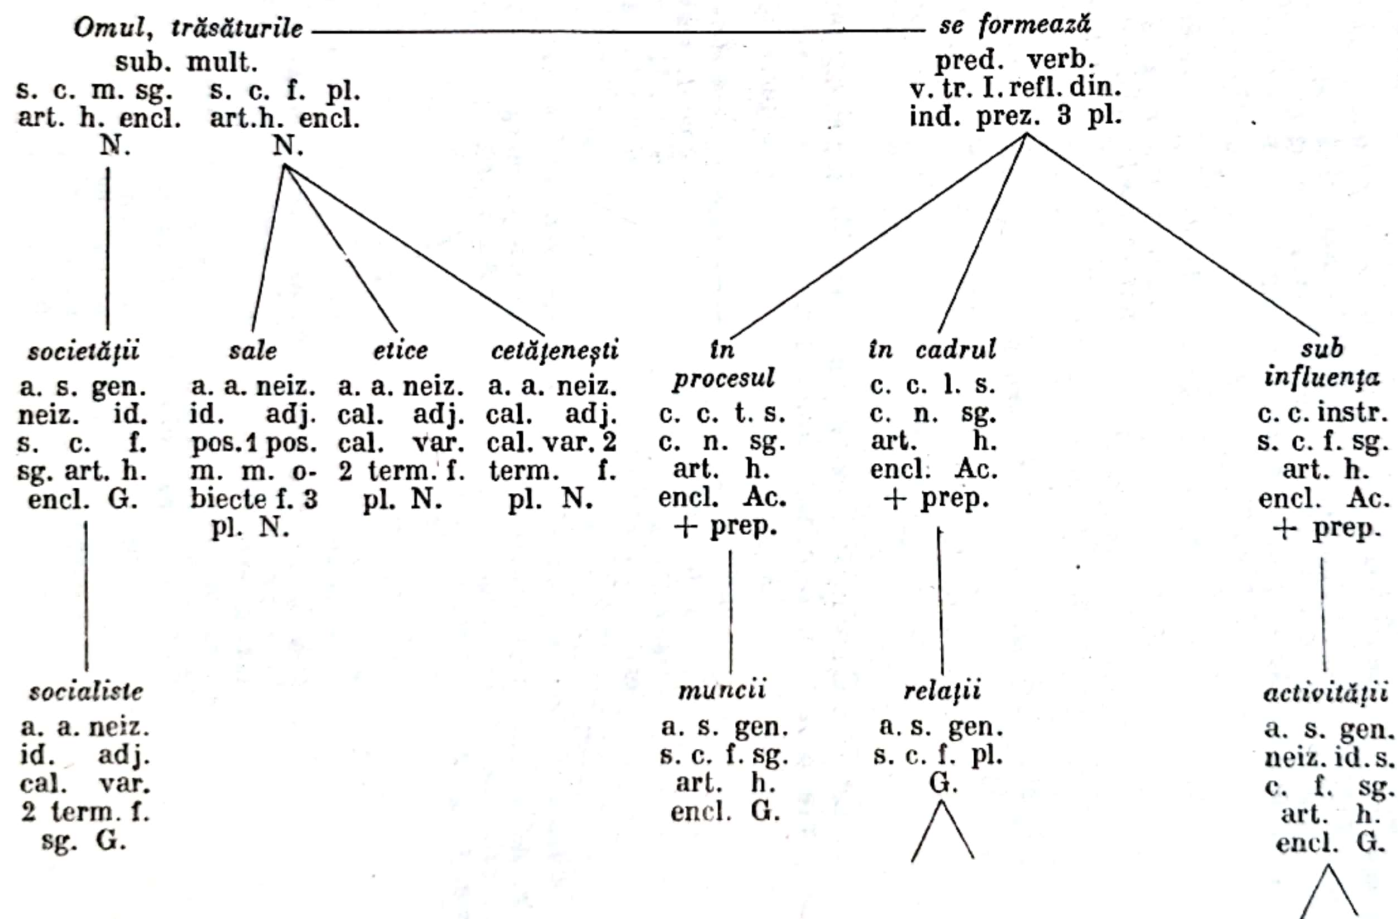 Omul, trăsăturile se formează
sub. mult.
s. c. m. sg. s. c. f. pl.
art. h. encl. art.h. encl.
N. N.
pred. verb.
v. tr. I. refl. din.
ind. prez. 3 pl.
societății
a. s. gen.
neiz. id.
s. c. f.
sg. art. h.
encl. G.
sale
a. a. neiz.
id. adj.
pos. 1 pos.
m. m. o-
biecte f. 3
pl. N.
etice
a. a. neiz.
cal. adj.
cal. var.
2 term. f.
pl. N.
cetățenești
a. a. neiz.
cal. adj.
cal. var. 2
term. f.
pl. N.
în
procesul
c. c. t. s.
c. n. sg.
art. h.
encl. Ac.
+ prep.
în cadrul
c. c. l. s.
c. n. sg.
art. h.
encl. Ac.
+ prep.
sub
influența
c. c. instr.
s. c. f. sg.
art. h.
encl. Ac.
+ prep.
socialiste
a. a. neiz.
id. adj.
cal. var.
2 term. f.
sg. G.
muncii
a. s. gen.
s. c. f. sg.
art. h.
encl. G.
relații
a. s. gen.
s. c. f. pl.
G.
activității
a. s. gen.
neiz. id. s.
c. f. sg.
art. h.
encl. G.